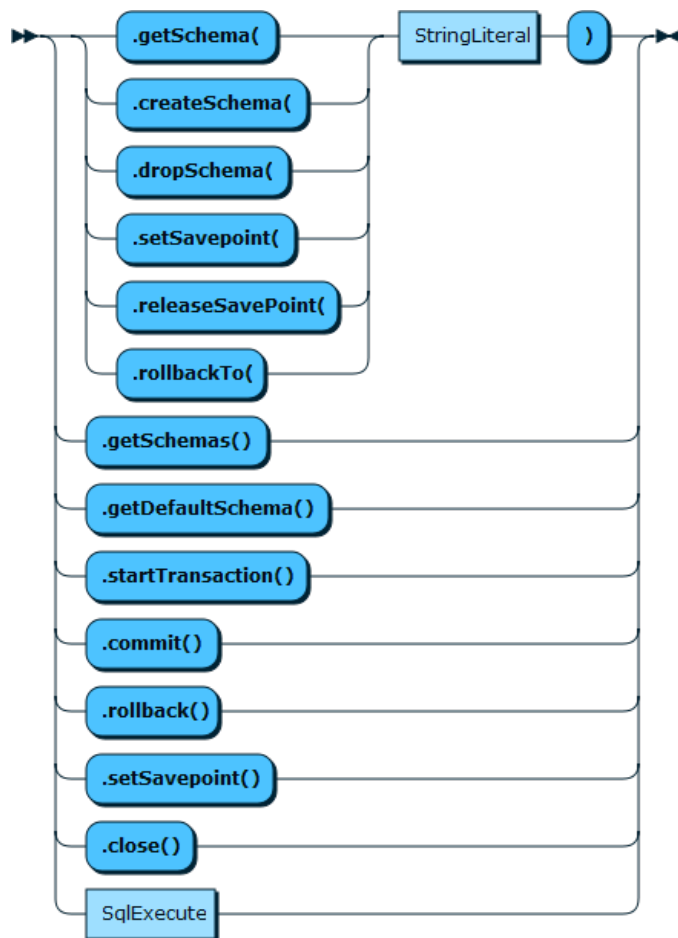 .getSchema( StringLiteral )
.createSchema(
.dropSchema(
.setSavepoint(
.releaseSavePoint(
.rollbackTo(
.getSchemas()
.getDefaultSchema()
.startTransaction()
.commit()
.rollback()
.setSavepoint()
.close()
SqlExecute